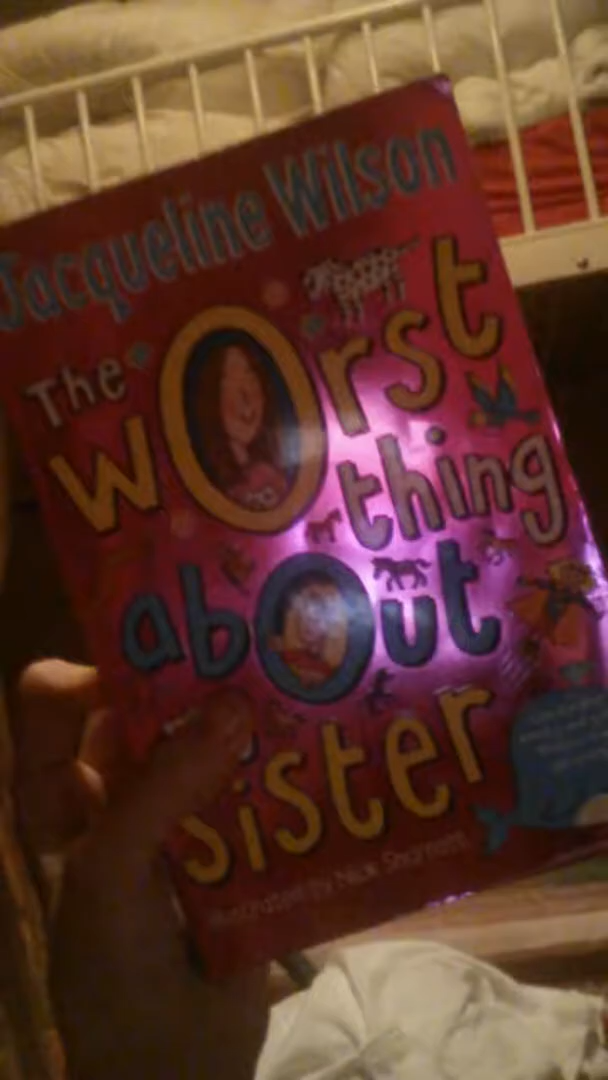 Jacqueline Wilson
The
wOrst
thing
abOut
sister
Illustrated by Nick Sharratt